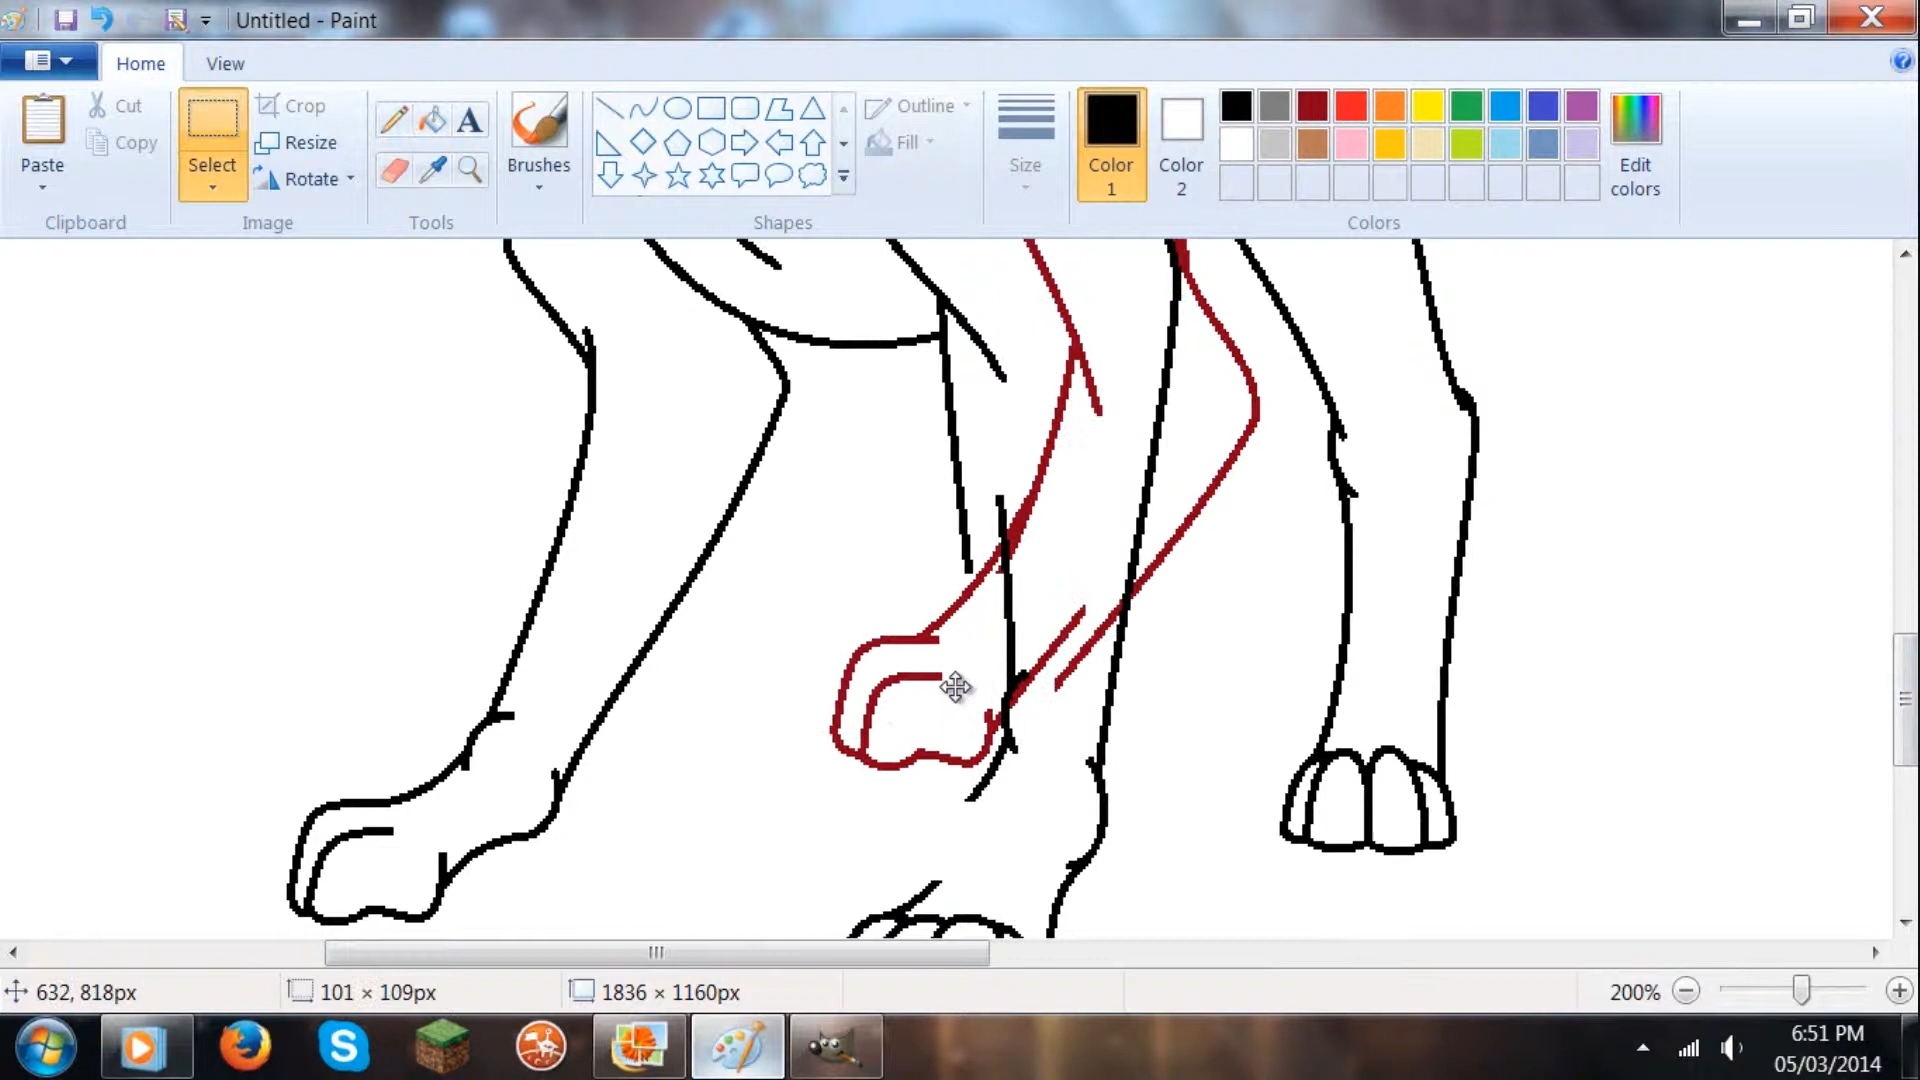 Untitled - Paint
Home View
Paste
Cut
Copy
Clipboard
Select
Crop
Resize
Rotate
Image
A
Tools
Brushes
Outline
Fill
Shapes
Size
Color 1
Color 2
Edit colors
Colors
632, 818px
101 × 109px
1836 × 1160px
200%
6:51 PM
05/03/2014